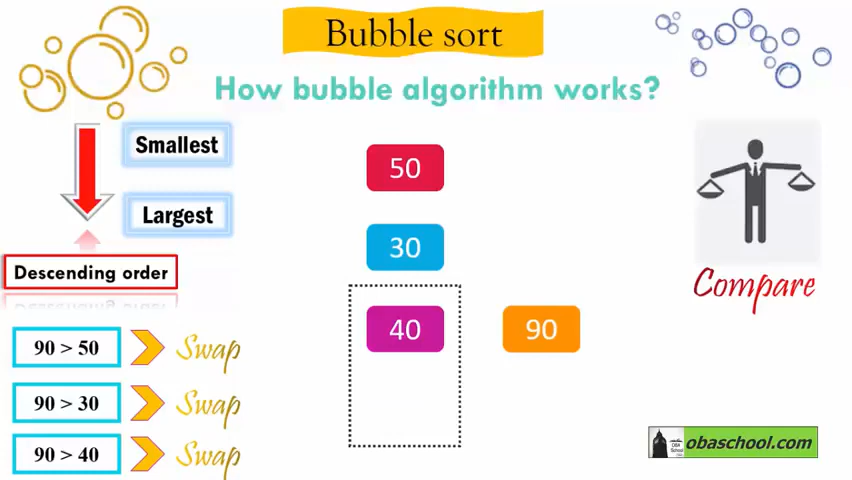 Bubble sort
How bubble algorithm works?
Smallest
Largest
Descending order
90 > 50
Swap
90 > 30
Swap
90 > 40
Swap
50
30
40
90
Compare
obaschool.com